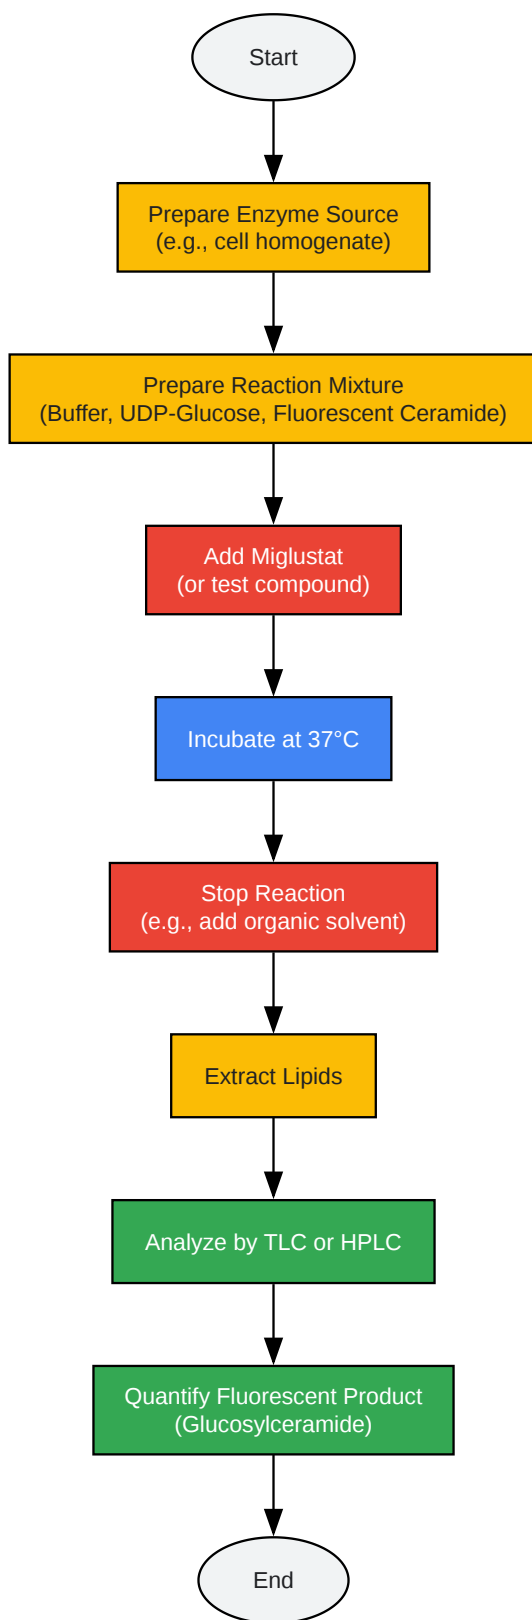 Start
Prepare Enzyme Source
(e.g., cell homogenate)
Prepare Reaction Mixture
(Buffer, UDP-Glucose, Fluorescent Ceramide)
Add Miglustat
(or test compound)
Incubate at 37°C
Stop Reaction
(e.g., add organic solvent)
Extract Lipids
Analyze by TLC or HPLC
Quantify Fluorescent Product
(Glucosylceramide)
End